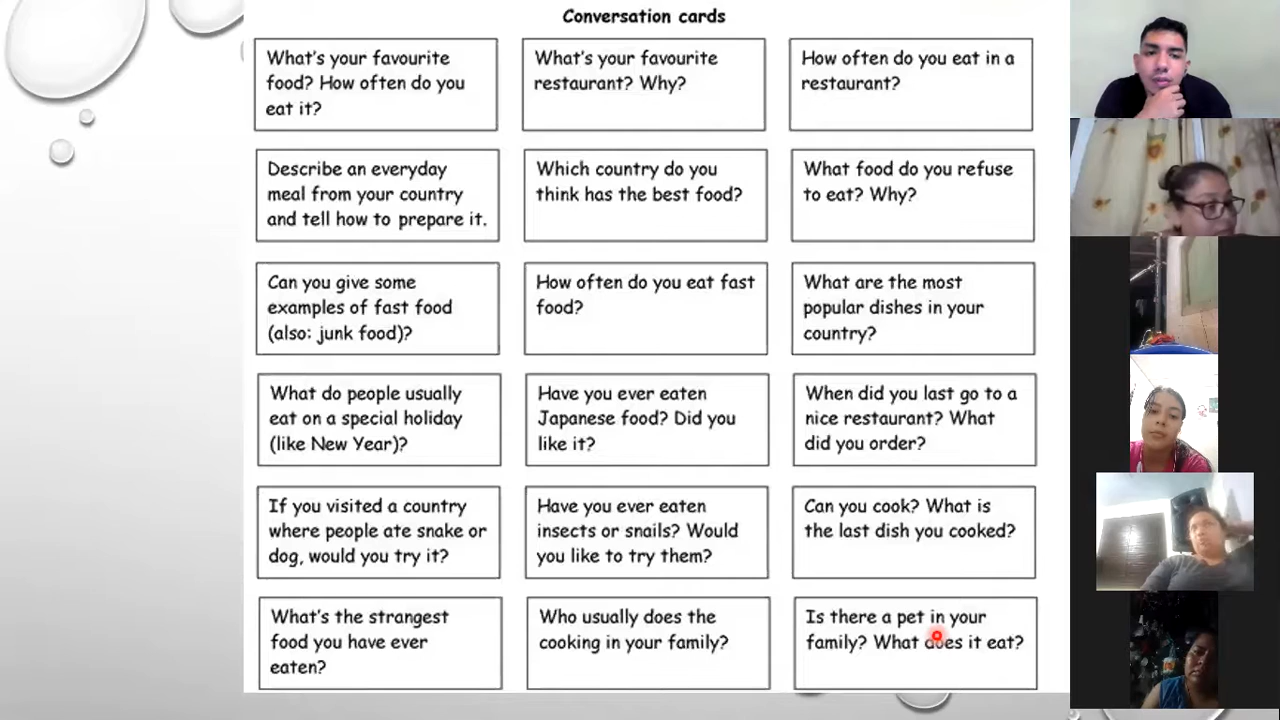 Conversation cards
What's your favourite
food? How often do you
eat it?
What's your favourite
restaurant? Why?
How often do you eat in a
restaurant?
Describe an everyday
meal from your country
and tell how to prepare it.
Which country do you
think has the best food?
What food do you refuse
to eat? Why?
Can you give some
examples of fast food
(also: junk food)?
How often do you eat fast
food?
What are the most
popular dishes in your
country?
What do people usually
eat on a special holiday
(like New Year)?
Have you ever eaten
Japanese food? Did you
like it?
When did you last go to a
nice restaurant? What
did you order?
If you visited a country
where people ate snake or
dog, would you try it?
Have you ever eaten
insects or snails? Would
you like to try them?
Can you cook? What is
the last dish you cooked?
What's the strangest
food you have ever
eaten?
Who usually does the
cooking in your family?
Is there a pet in your
family? What does it eat?